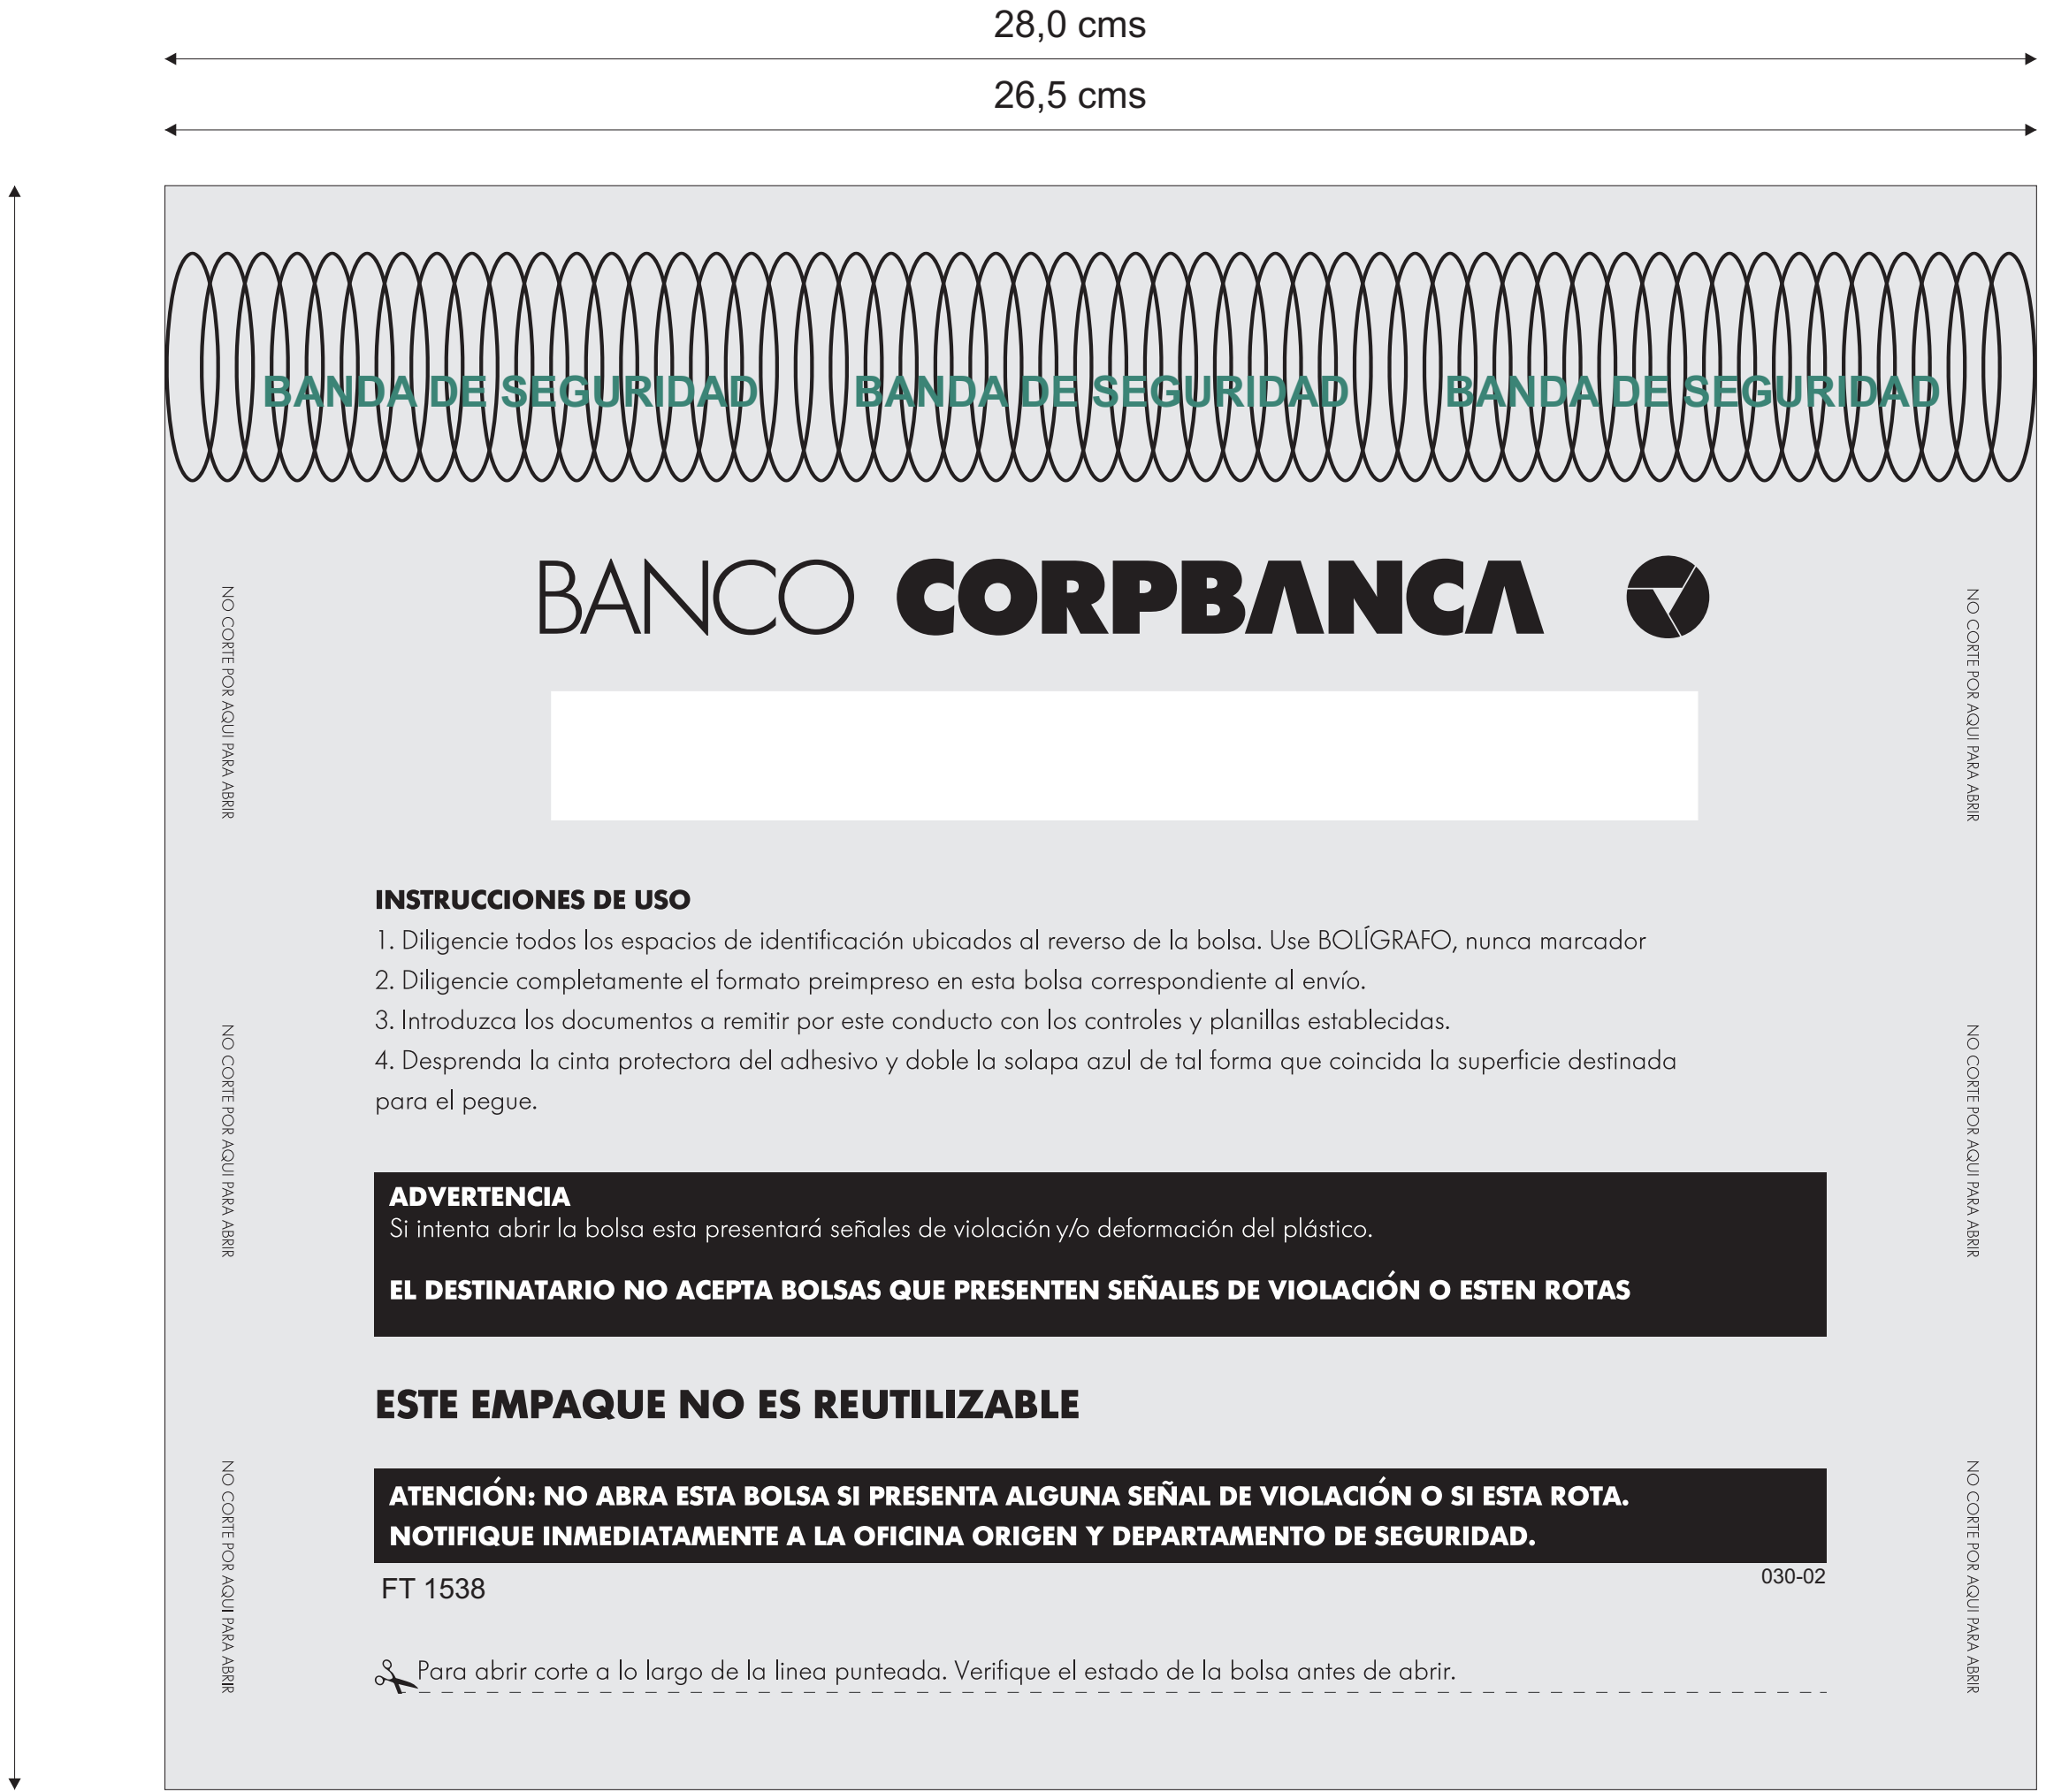 28,0 cms
26,5 cms
BANDA DE SEGURIDAD BANDA DE SEGURIDAD BANDA DE SEGURIDAD
BANCO CORPBANCA
NO CORTE POR AQUI PARA ABRIR
NO CORTE POR AQUI PARA ABRIR
INSTRUCCIONES DE USO
1. Diligencie todos los espacios de identificación ubicados al reverso de la bolsa. Use BOLÍGRAFO, nunca marcador
2. Diligencie completamente el formato preimpreso en esta bolsa correspondiente al envío.
3. Introduzca los documentos a remitir por este conducto con los controles y planillas establecidas.
4. Desprenda la cinta protectora del adhesivo y doble la solapa azul de tal forma que coincida la superficie destinada
para el pegue.
NO CORTE POR AQUI PARA ABRIR
NO CORTE POR AQUI PARA ABRIR
ADVERTENCIA
Si intenta abrir la bolsa esta presentará señales de violación y/o deformación del plástico.
EL DESTINATARIO NO ACEPTA BOLSAS QUE PRESENTEN SEÑALES DE VIOLACIÓN O ESTEN ROTAS
ESTE EMPAQUE NO ES REUTILIZABLE
ATENCIÓN: NO ABRA ESTA BOLSA SI PRESENTA ALGUNA SEÑAL DE VIOLACIÓN O SI ESTA ROTA.
NOTIFIQUE INMEDIATAMENTE A LA OFICINA ORIGEN Y DEPARTAMENTO DE SEGURIDAD.
FT 1538
030-02
NO CORTE POR AQUI PARA ABRIR
NO CORTE POR AQUI PARA ABRIR
Para abrir corte a lo largo de la linea punteada. Verifique el estado de la bolsa antes de abrir.